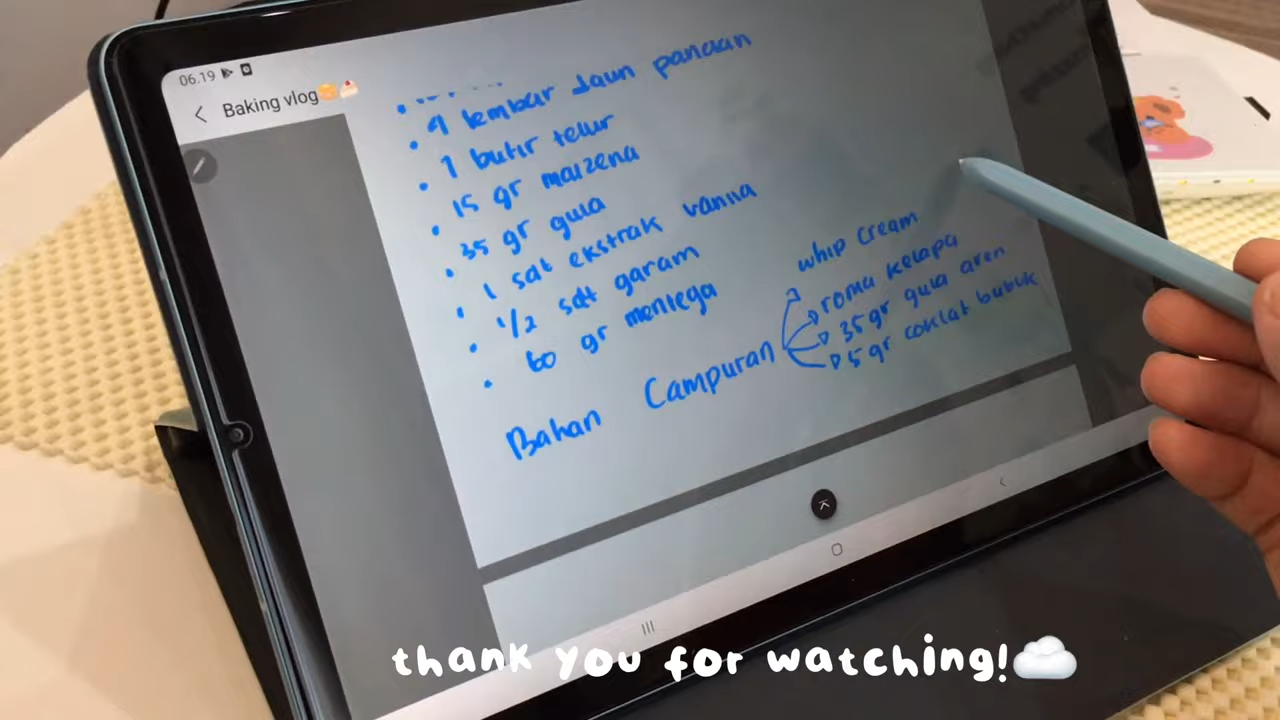 06.19
Baking vlog🍰
lembar daun pandan
1 butir telur
15 gr maizena
35 gr gula
1 sdt ekstrak vanila
1/2 sdt garam
60 gr mentega
Bahan Campuran
whip cream
roma kelapa
35 gr gula aren
5 gr coklat bubuk
thank you for watching!☁️